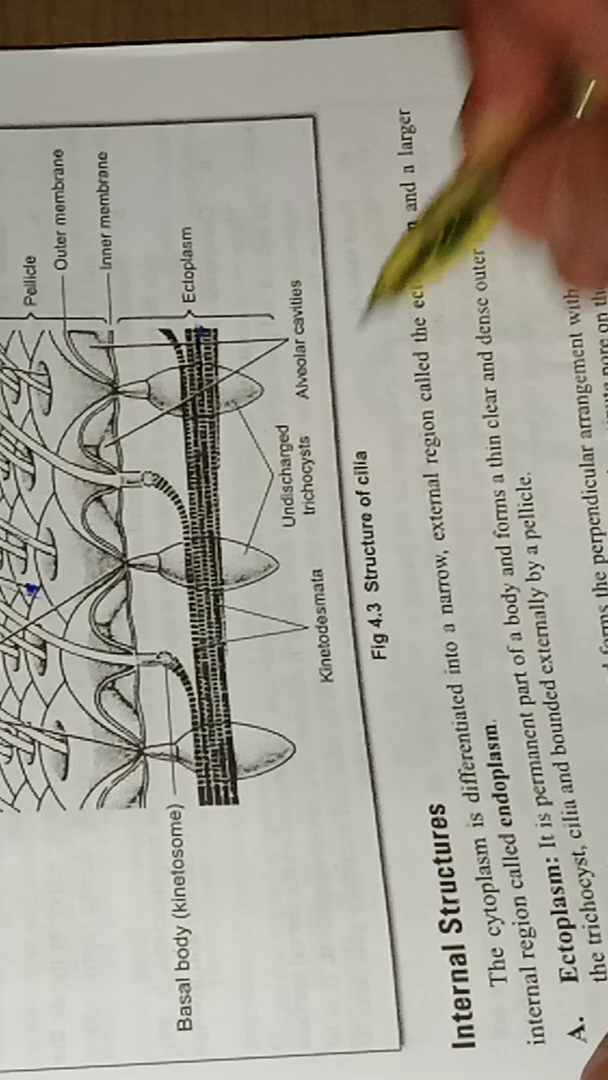 Pellicle
Outer membrane
Inner membrane
Ectoplasm
Alveolar cavities
Undischarged
trichocysts
Kinetodesmata
Basal body (kinetosome)
Fig 4.3 Structure of cilia
Internal Structures
The cytoplasm is differentiated into a narrow, external region called the and a larger
internal region called endoplasm.
A. Ectoplasm: It is permanent part of a body and forms a thin clear and dense outer
the trichocyst, cilia and bounded externally by a pellicle.
forms the perpendicular arrangement with